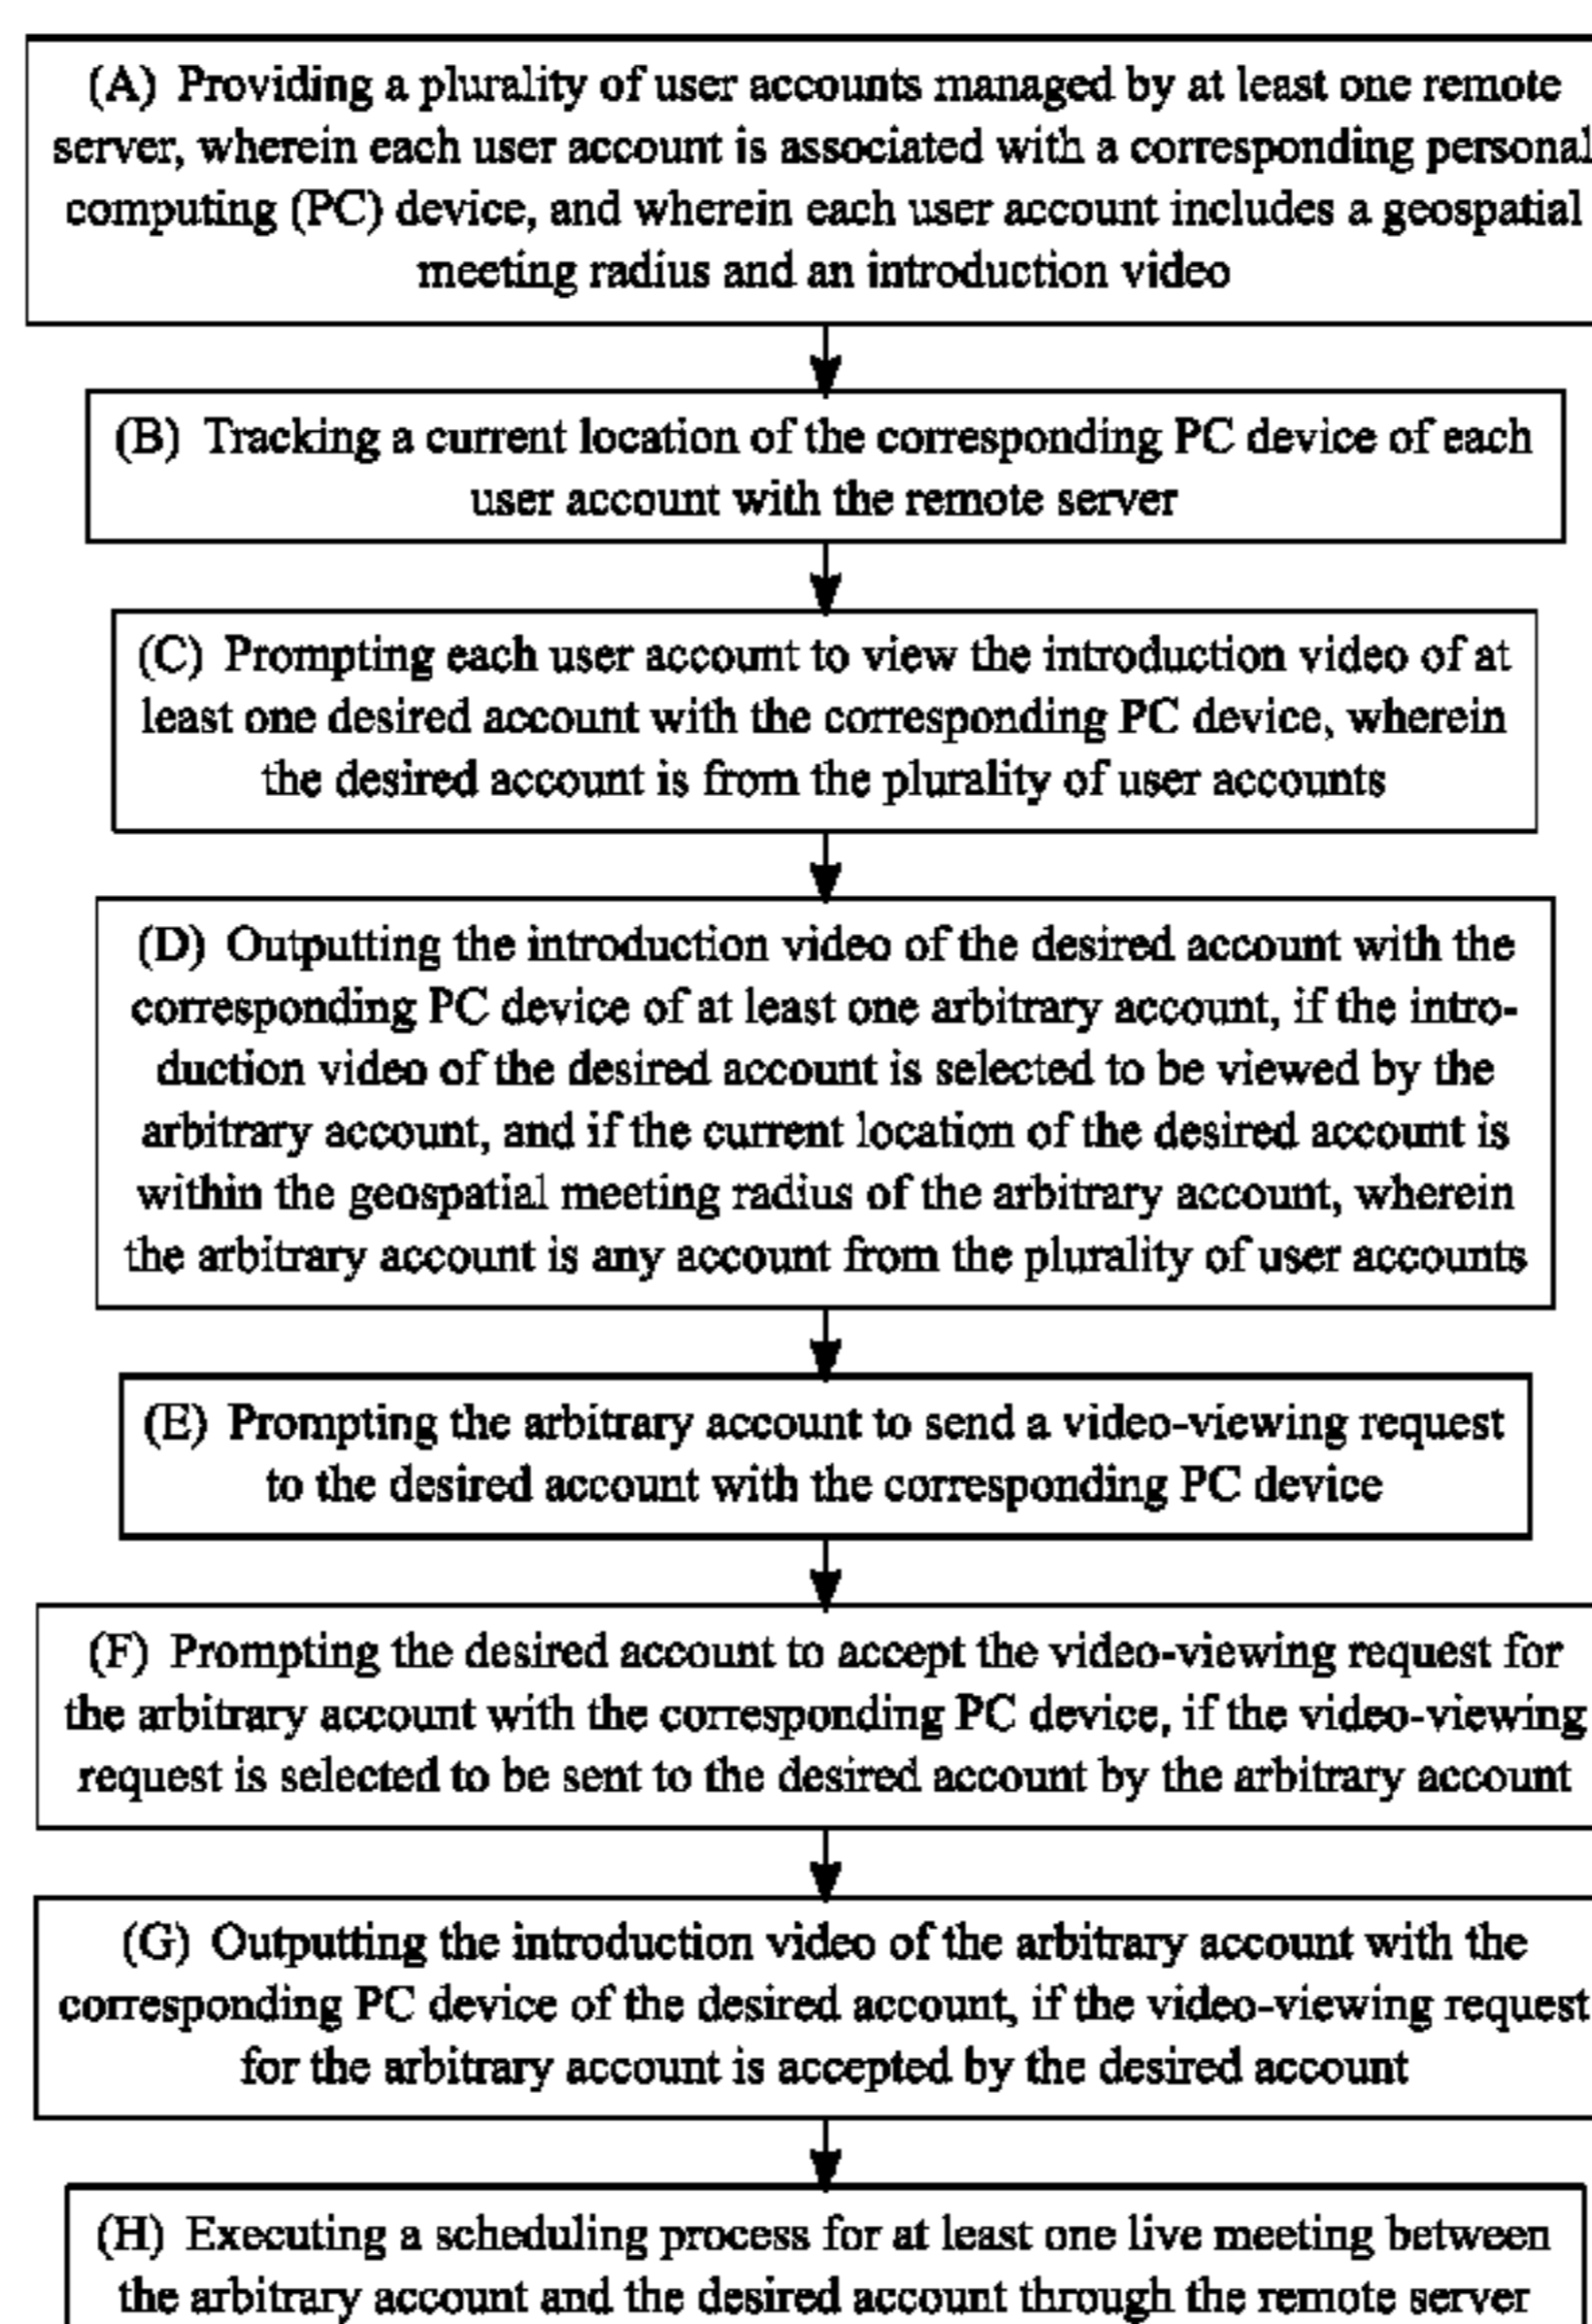 (A) Providing a plurality of user accounts managed by at least one remote
server, wherein each user account is associated with a corresponding personal
computing (PC) device, and wherein each user account includes a geospatial
meeting radius and an introduction video
(B) Tracking a current location of the corresponding PC device of each
user account with the remote server
(C) Prompting each user account to view the introduction video of at
least one desired account with the corresponding PC device, wherein
the desired account is from the plurality of user accounts
(D) Outputting the introduction video of the desired account with the
corresponding PC device of at least one arbitrary account, if the intro-
duction video of the desired account is selected to be viewed by the
arbitrary account, and if the current location of the desired account is
within the geospatial meeting radius of the arbitrary account, wherein
the arbitrary account is any account from the plurality of user accounts
(E) Prompting the arbitrary account to send a video-viewing request
to the desired account with the corresponding PC device
(F) Prompting the desired account to accept the video-viewing request for
the arbitrary account with the corresponding PC device, if the video-viewing
request is selected to be sent to the desired account by the arbitrary account
(G) Outputting the introduction video of the arbitrary account with the
corresponding PC device of the desired account, if the video-viewing request
for the arbitrary account is accepted by the desired account
(H) Executing a scheduling process for at least one live meeting between
the arbitrary account and the desired account through the remote server